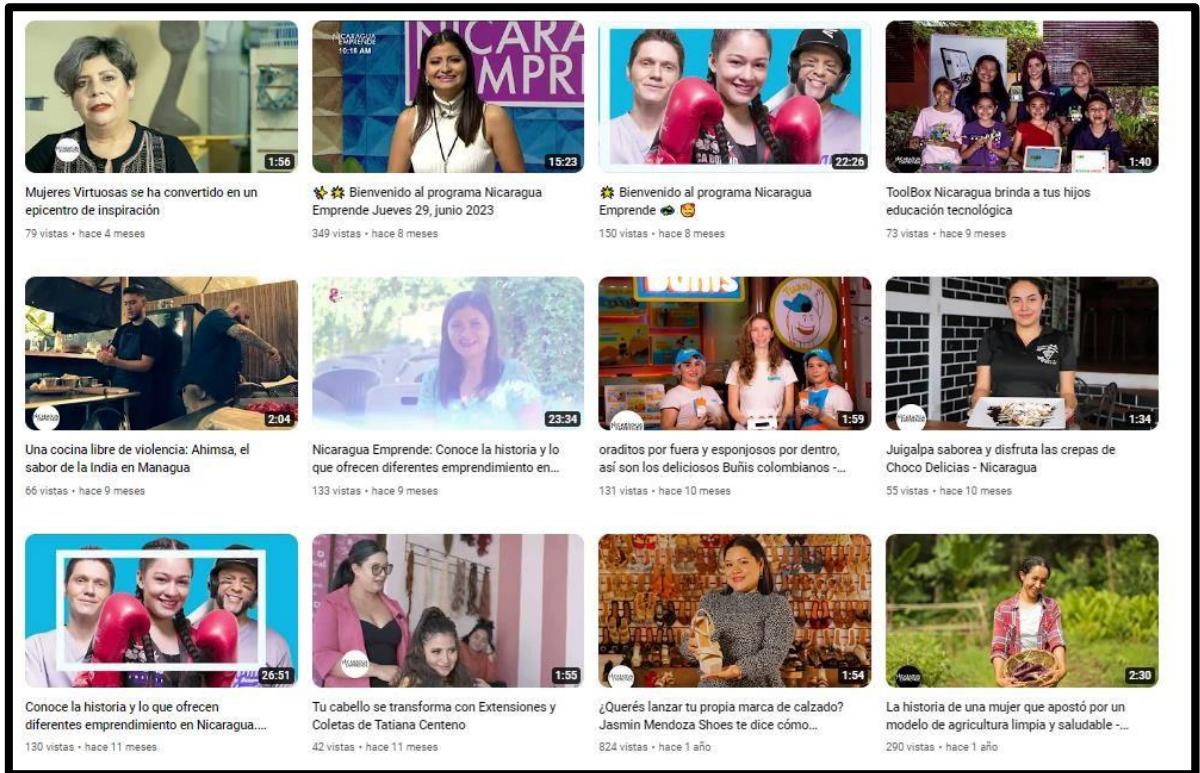 NICARAGUA
EMPRENDE
10:18 AM
NICARA
EMPRE
1:56
15:23
22:26
1:40
Mujeres Virtuosas se ha convertido en un
epicentro de inspiración
79 vistas • hace 4 meses
Bienvenido al programa Nicaragua
Emprende Jueves 29, junio 2023
349 vistas • hace 8 meses
Bienvenido al programa Nicaragua
Emprende
150 vistas • hace 8 meses
ToolBox Nicaragua brinda a tus hijos
educación tecnológica
73 vistas • hace 9 meses
Tuani
2:04
23:34
1:59
1:34
Una cocina libre de violencia: Ahimsa, el
sabor de la India en Managua
66 vistas • hace 9 meses
Nicaragua Emprende: Conoce la historia y lo
que ofrecen diferentes emprendimiento en...
133 vistas • hace 9 meses
oraditos por fuera y esponjosos por dentro,
así son los deliciosos Buñis colombianos -...
131 vistas • hace 10 meses
Juigalpa saborea y disfruta las crepas de
Choco Delicias - Nicaragua
55 vistas • hace 10 meses
26:51
1:55
1:54
2:30
Conoce la historia y lo que ofrecen
diferentes emprendimiento en Nicaragua....
130 vistas • hace 11 meses
Tu cabello se transforma con Extensiones y
Coletas de Tatiana Centeno
42 vistas • hace 11 meses
¿Querés lanzar tu propia marca de calzado?
Jasmin Mendoza Shoes te dice cómo...
824 vistas • hace 1 año
La historia de una mujer que apostó por un
modelo de agricultura limpia y saludable -...
290 vistas • hace 1 año